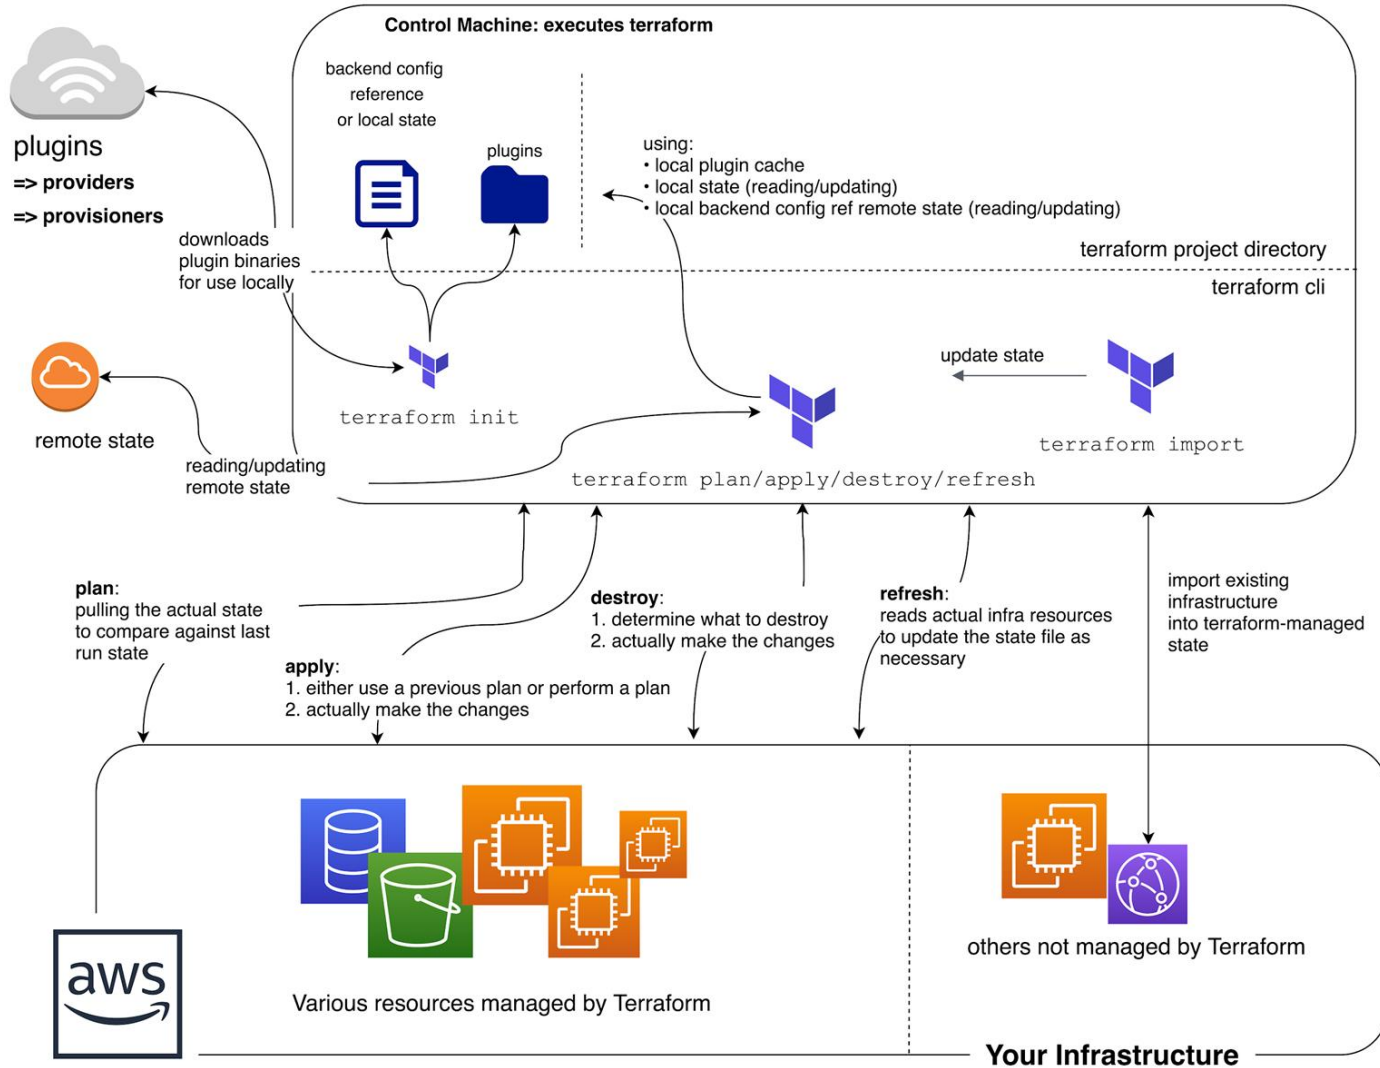 Control Machine: executes terraform
backend config
reference
or local state
plugins
using:
• local plugin cache
• local state (reading/updating)
• local backend config ref remote state (reading/updating)
plugins
=> providers
=> provisioners
downloads
plugin binaries
for use locally
terraform project directory
terraform cli
update state
terraform init
terraform import
remote state
reading/updating
remote state
terraform plan/apply/destroy/refresh
plan:
pulling the actual state
to compare against last
run state
apply:
1. either use a previous plan or perform a plan
2. actually make the changes
destroy:
1. determine what to destroy
2. actually make the changes
refresh:
reads actual infra resources
to update the state file as
necessary
import existing
infrastructure
into terraform-managed
state
aws
Various resources managed by Terraform
others not managed by Terraform
Your Infrastructure